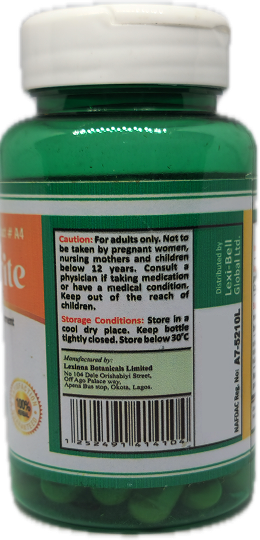 # A4
Caution: For adults only. Not to
be taken by pregnant women,
nursing mothers and children
below 12 years. Consult a
physician if taking medication
or have a medical condition.
Keep out of the reach of
children.
Storage Conditions: Store in a
cool dry place. Keep bottle
tightly closed. Store below 30°C
Manufactured by:
Lexinna Botanicals Limited
No 104 Dele Orishabiyi Street,
Off Ago Palace way,
Apena Bus stop, Okota, Lagos.
1 252491 414104
Distributed by
Lexi-Bell
Global Ltd.
NAFDAC Reg. No: A7-5210L